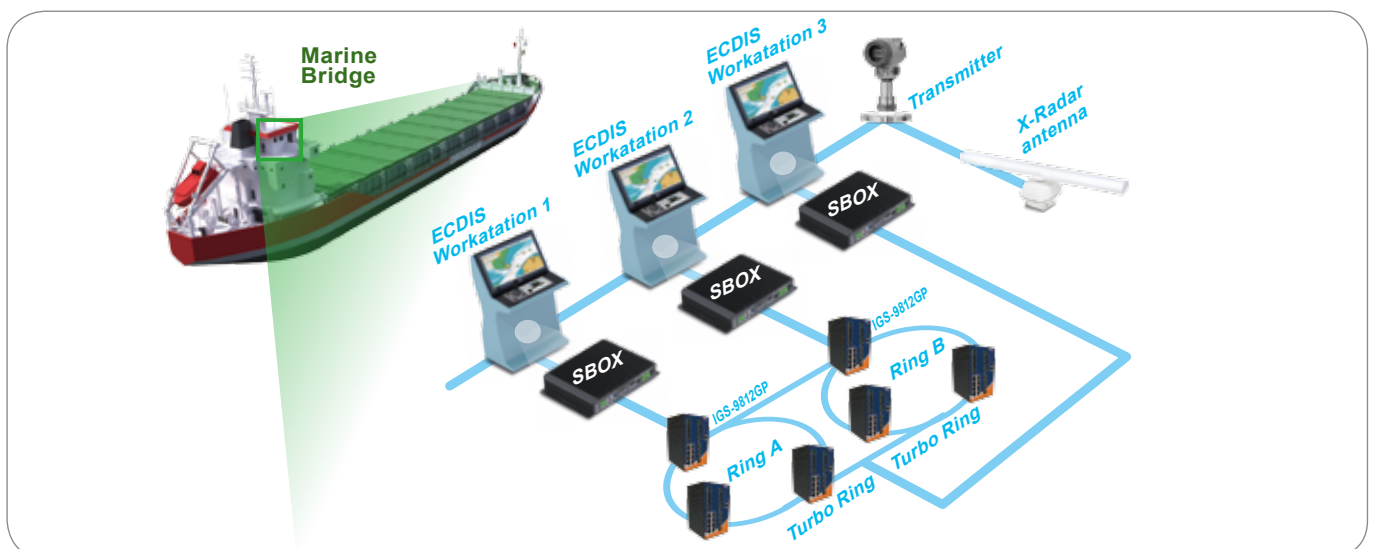 Marine
Bridge
ECDIS
Workatation 3
Transmitter
X-Radar
antenna
ECDIS
Workatation 2
ECDIS
Workatation 1
SBOX
SBOX
SBOX
IGS-9812GP
Ring B
IGS-9812GP
Ring A
Turbo Ring
Turbo Ring